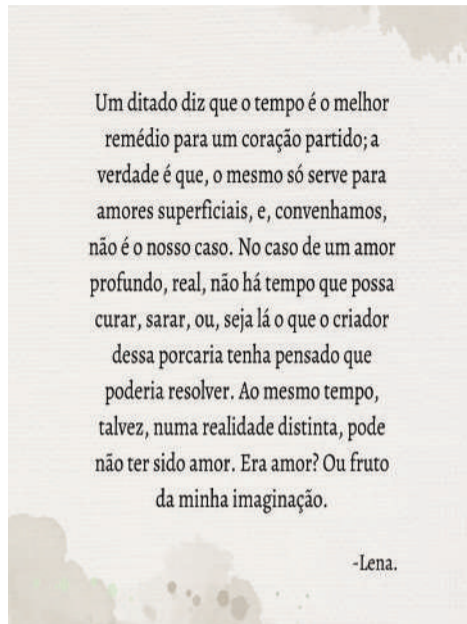 Um ditado diz que o tempo é o melhor
remédio para um coração partido; a
verdade é que, o mesmo só serve para
amores superficiais, e, convenhamos,
não é o nosso caso. No caso de um amor
profundo, real, não há tempo que possa
curar, sarar, ou, seja lá o que o criador
dessa porcaria tenha pensado que
poderia resolver. Ao mesmo tempo,
talvez, numa realidade distinta, pode
não ter sido amor. Era amor? Ou fruto
da minha imaginação.
-Lena.